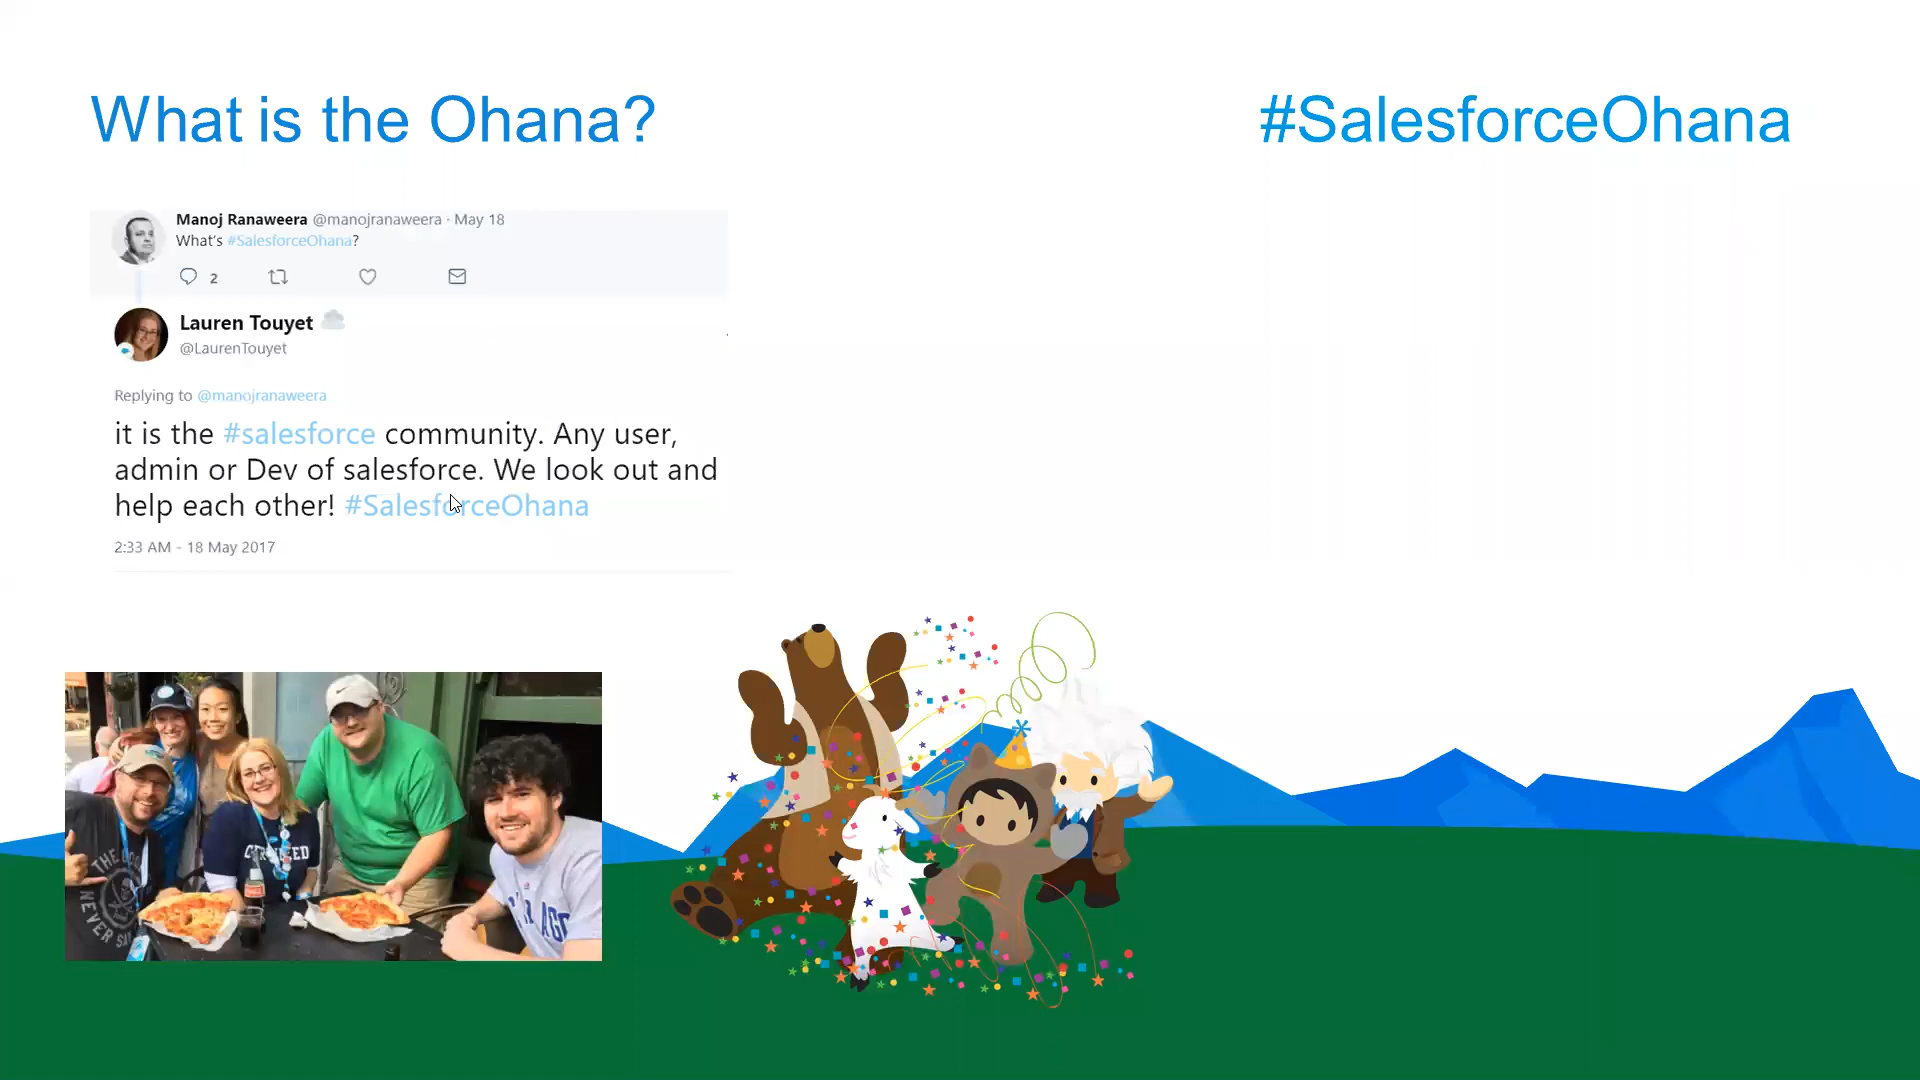 What is the Ohana?
#SalesforceOhana
Manoj Ranaweera @manojranaweera · May 18
What's #SalesforceOhana?
2
Lauren Touyet
@LaurenTouyet
Replying to @manojranaweera
it is the #salesforce community. Any user,
admin or Dev of salesforce. We look out and
help each other! #SalesforceOhana
2:33 AM - 18 May 2017
THE
NEVER